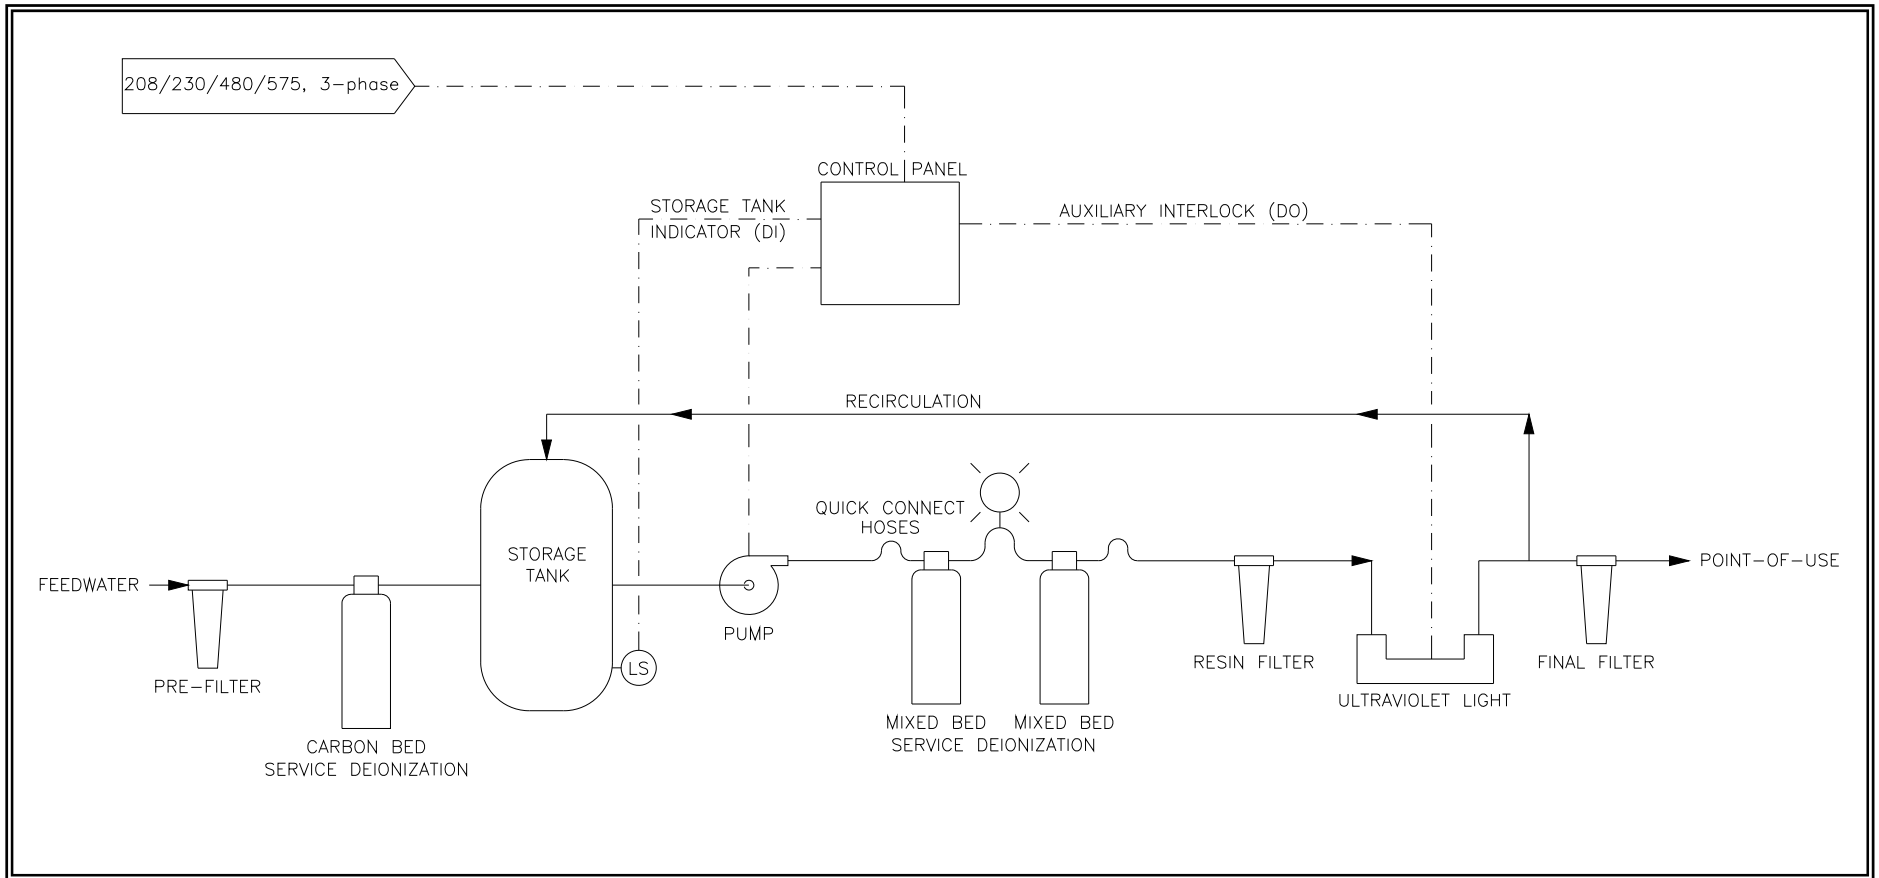 208/230/480/575, 3-phase
CONTROL PANEL
STORAGE TANK
INDICATOR (DI)
AUXILIARY INTERLOCK (DO)
RECIRCULATION
QUICK CONNECT
HOSES
STORAGE
TANK
FEEDWATER
POINT-OF-USE
PUMP
LS
PRE-FILTER
RESIN FILTER
FINAL FILTER
ULTRAVIOLET LIGHT
CARBON BED
SERVICE DEIONIZATION
MIXED BED MIXED BED
SERVICE DEIONIZATION